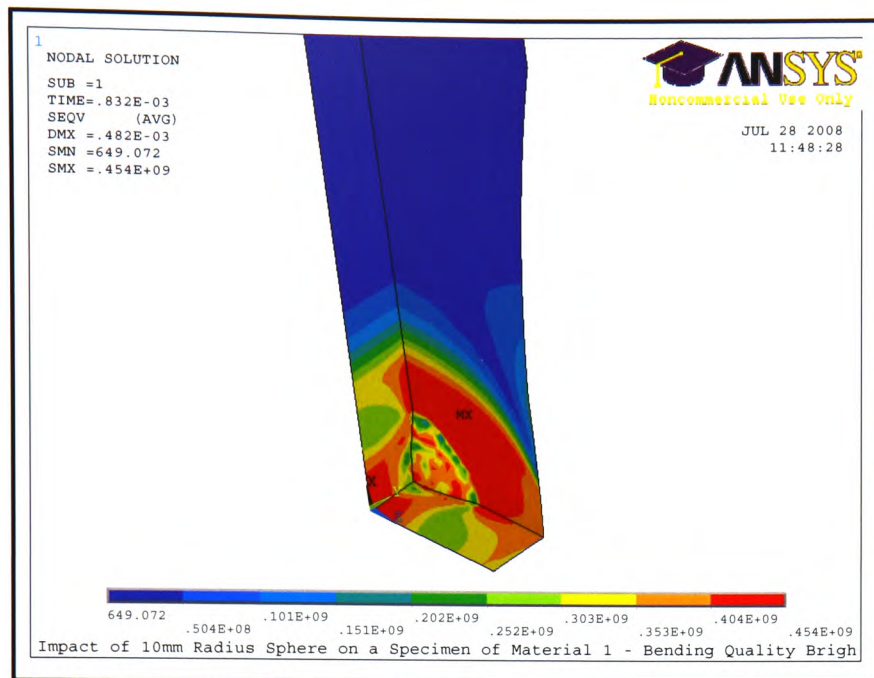 1
NODAL SOLUTION
SUB =1
TIME=.832E-03
SEQV (AVG)
DMX =.482E-03
SMN =649.072
SMX =.454E+09
ANSYS
Noncommercial Use Only
JUL 28 2008
11:48:28
MX
X
649.072 .504E+08 .101E+09 .151E+09 .202E+09 .252E+09 .303E+09 .353E+09 .404E+09 .454E+09
Impact of 10mm Radius Sphere on a Specimen of Material 1 - Bending Quality Brigh